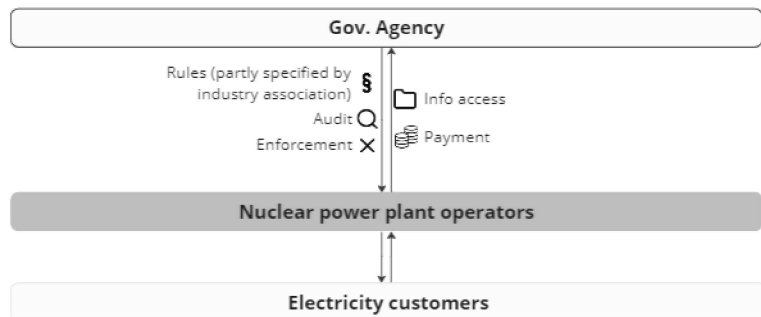 Gov. Agency
Rules (partly specified by
industry association)
§
Audit
Enforcement
Info access
Payment
Nuclear power plant operators
Electricity customers